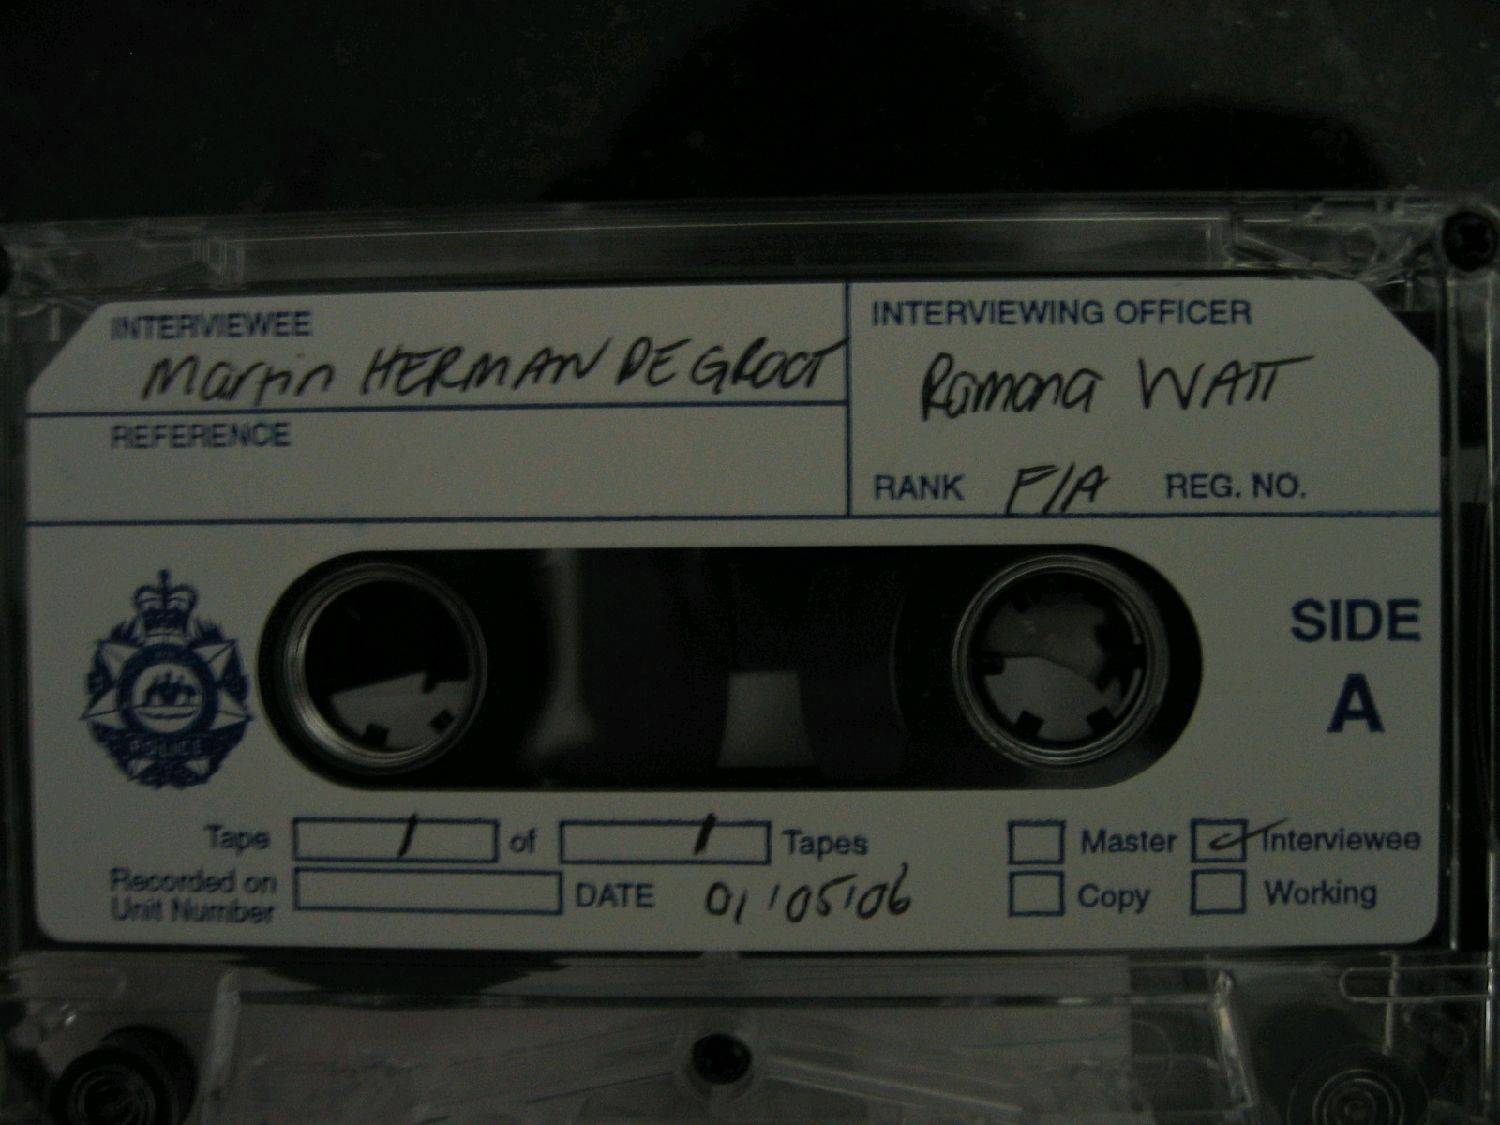 INTERVIEWEE
Martin HERMAN DE GROOT
REFERENCE
INTERVIEWING OFFICER
Ramona WATT
RANK F/A REG. NO.
POLICE
SIDE
A
Tape 1 of 1 Tapes
Recorded on
Unit Number
DATE 01/05/06
Master Interviewee
Copy Working